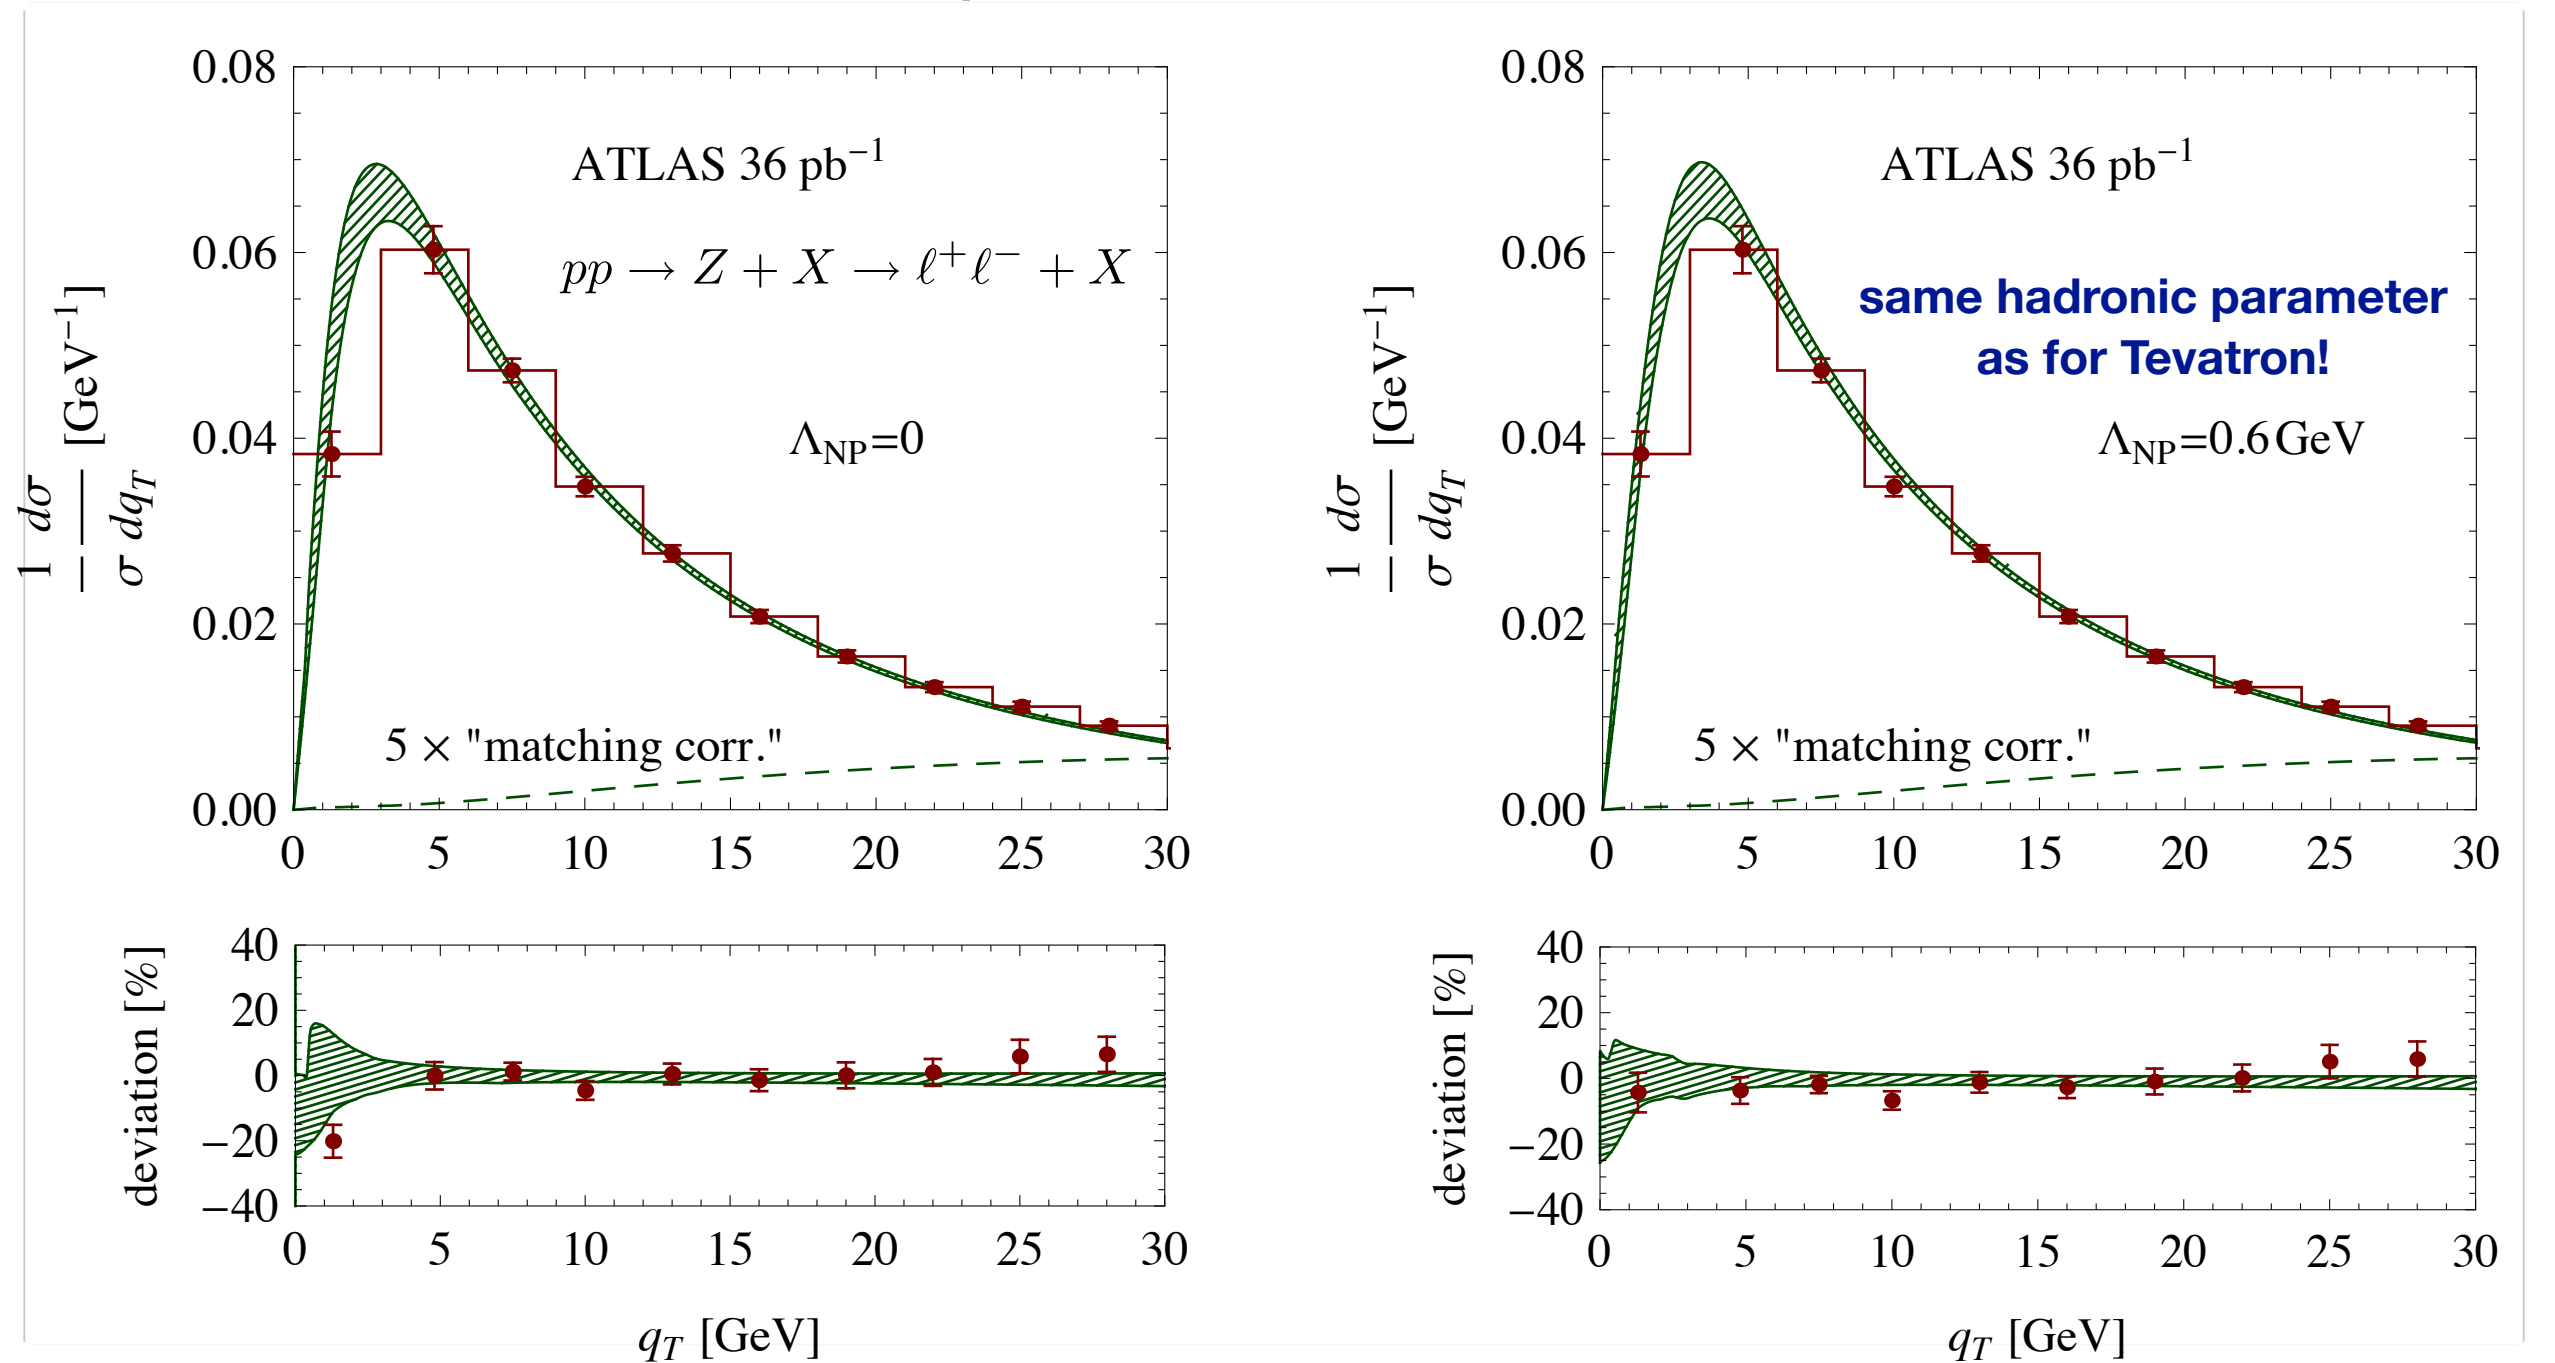 0.08
0.06
0.04
0.02
0.00
1 dσ
σ dq_T [GeV⁻¹]
ATLAS 36 pb⁻¹
pp → Z + X → ℓ⁺ℓ⁻ + X
Λ_NP=0
5 × "matching corr."
0 5 10 15 20 25 30
40
20
0
−20
−40
deviation [%]
0 5 10 15 20 25 30
q_T [GeV]
0.08
0.06
0.04
0.02
0.00
1 dσ
σ dq_T [GeV⁻¹]
ATLAS 36 pb⁻¹
same hadronic parameter
as for Tevatron!
Λ_NP=0.6 GeV
5 × "matching corr."
0 5 10 15 20 25 30
40
20
0
−20
−40
deviation [%]
0 5 10 15 20 25 30
q_T [GeV]